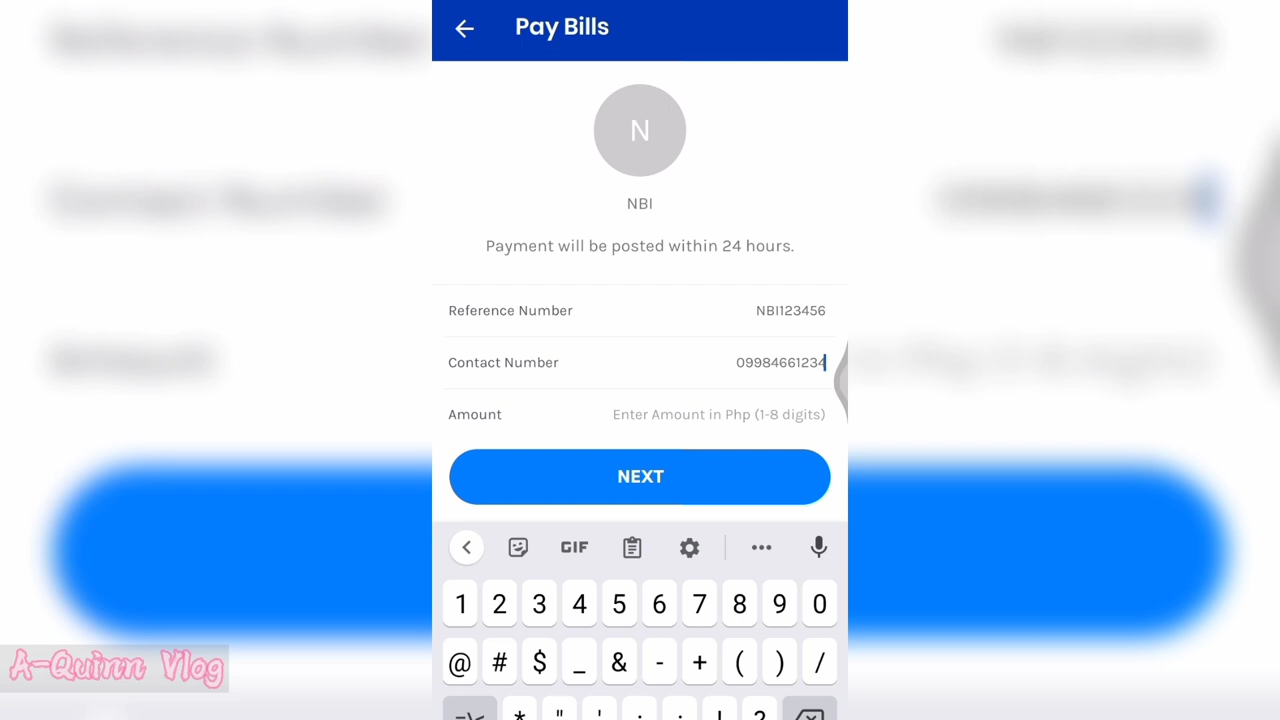 Pay Bills
N
NBI
Payment will be posted within 24 hours.
Reference Number NBI123456
Contact Number 09984661234
Amount Enter Amount in Php (1-8 digits)
NEXT
GIF
1 2 3 4 5 6 7 8 9 0
@ # $ _ & - + ( ) /
A-Quinn Vlog